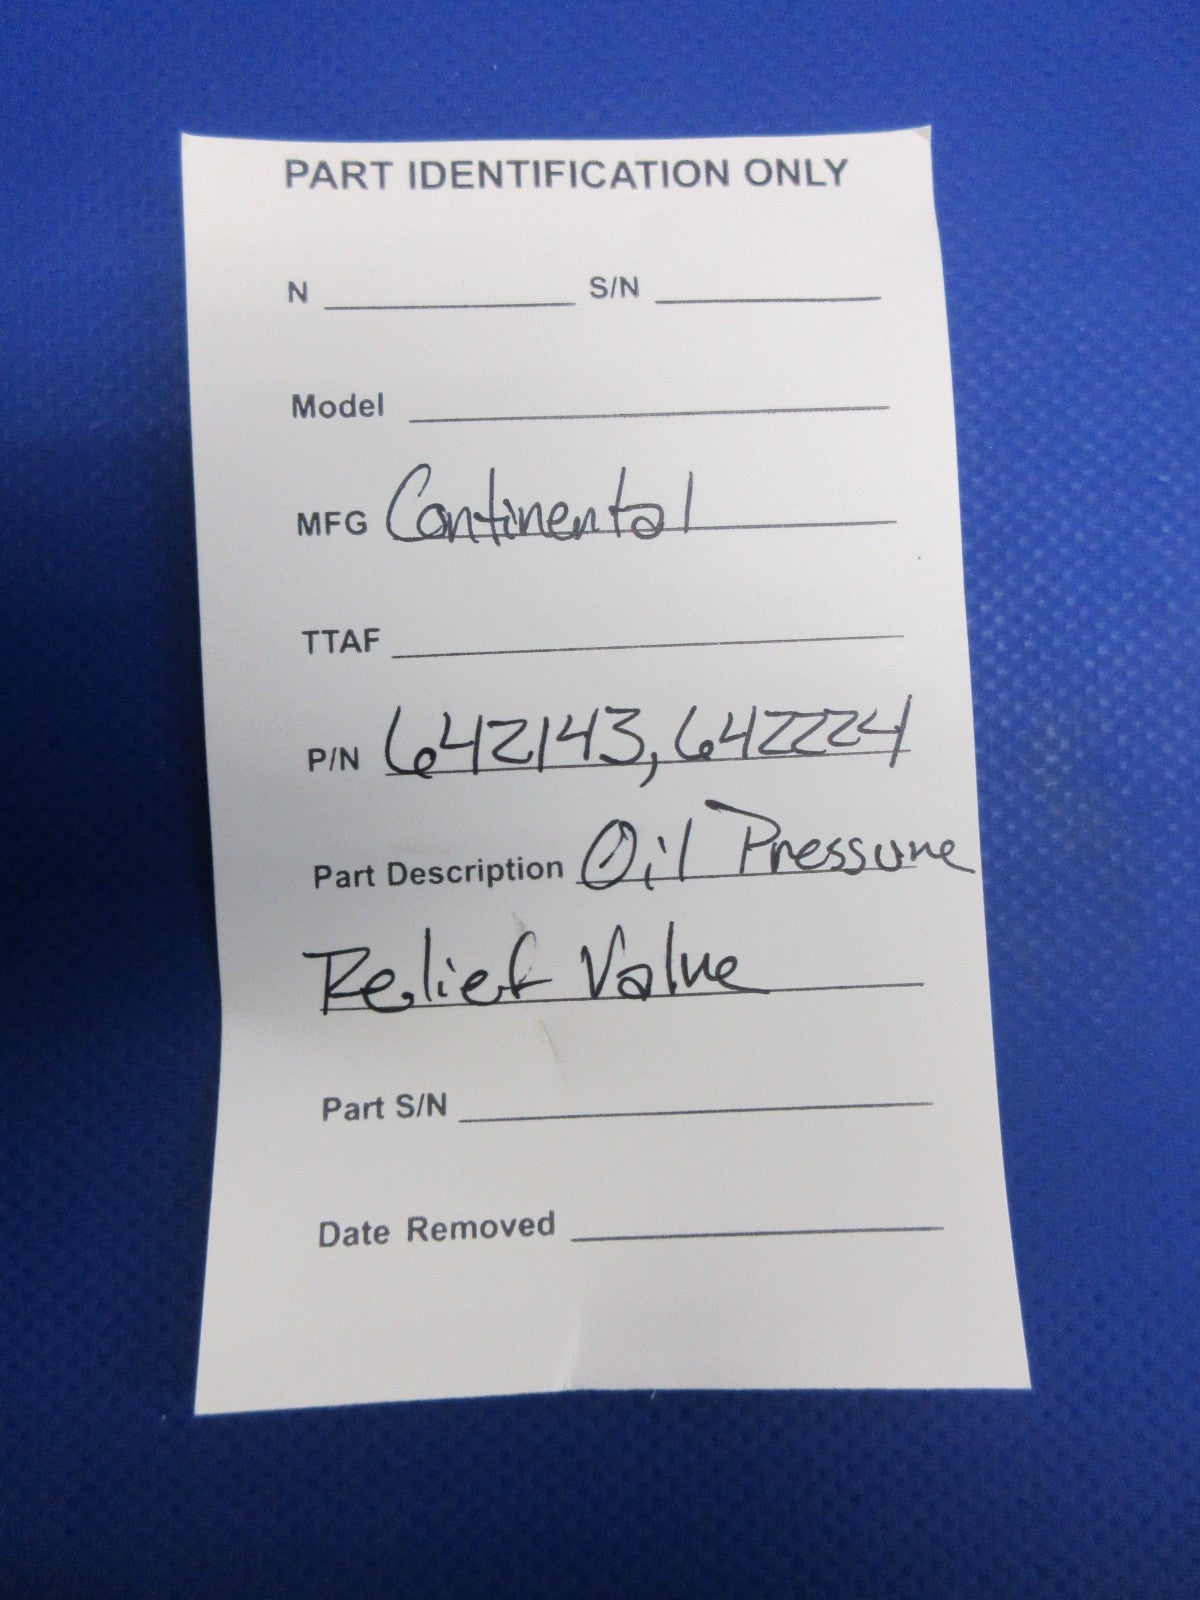 PART IDENTIFICATION ONLY
N S/N
Model
MFG Continental
TTAF
P/N 642143, 642224
Part Description Oil Pressure
Relief Valve
Part S/N
Date Removed